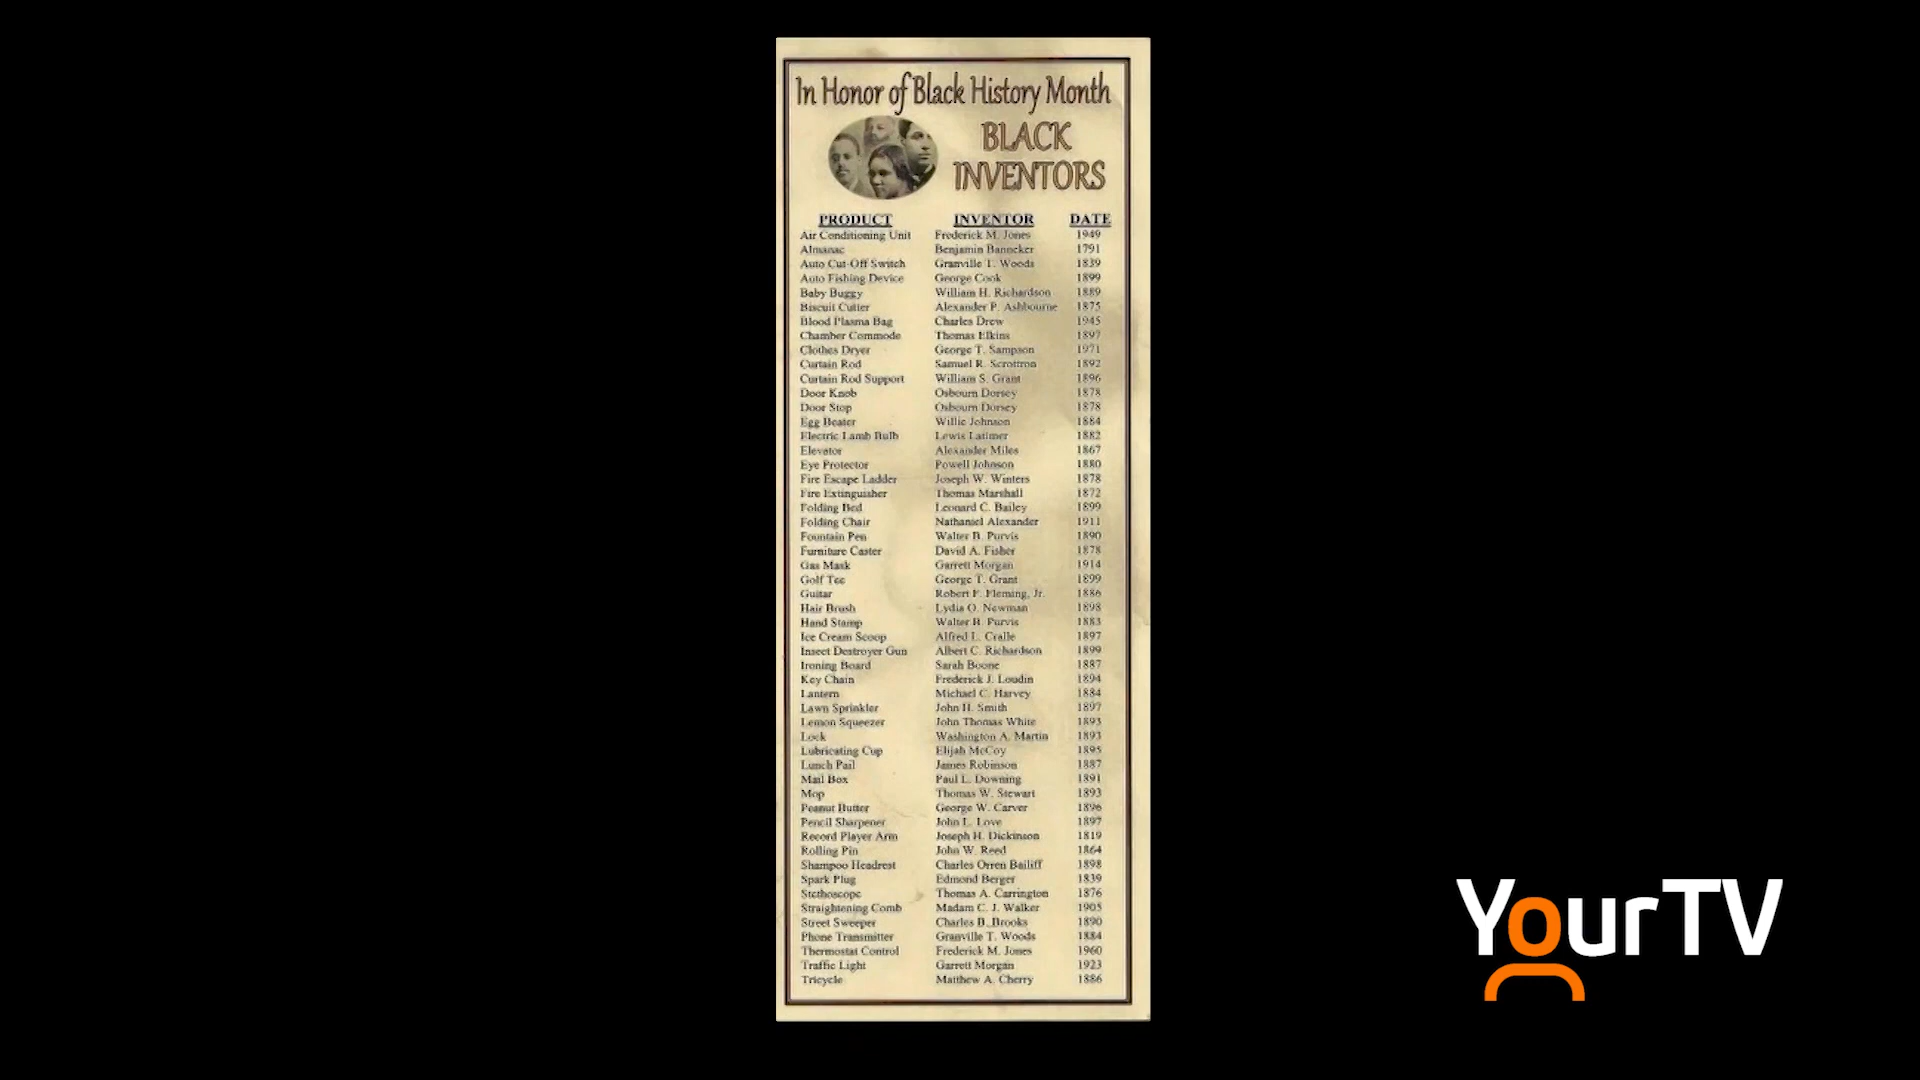 In Honor of Black History Month
BLACK
INVENTORS
PRODUCT INVENTOR DATE
Air Conditioning Unit Frederick M. Jones 1949
Almanac Benjamin Banneker 1791
Auto Cut-Off Switch Granville T. Woods 1839
Auto Fishing Device George Cook 1899
Baby Buggy William H. Richardson 1889
Biscuit Cutter Alexander P. Ashbourne 1875
Blood Plasma Bag Charles Drew 1945
Chamber Commode Thomas Elkins 1897
Clothes Dryer George T. Sampson 1971
Curtain Rod Samuel R. Scrottron 1892
Curtain Rod Support William S. Grant 1896
Door Knob Osbourn Dorsey 1878
Door Stop Osbourn Dorsey 1878
Egg Beater Willie Johnson 1884
Electric Lamb Bulb Lewis Latimer 1882
Elevator Alexander Miles 1867
Eye Protector Powell Johnson 1880
Fire Escape Ladder Joseph W. Winters 1878
Fire Extinguisher Thomas Marshall 1872
Folding Bed Leonard C. Bailey 1899
Folding Chair Nathaniel Alexander 1911
Fountain Pen Walter B. Purvis 1890
Furniture Caster David A. Fisher 1878
Gas Mask Garrett Morgan 1914
Golf Tee George T. Grant 1899
Guitar Robert F. Fleming, Jr. 1886
Hair Brush Lydia O. Newman 1898
Hand Stamp Walter B. Purvis 1883
Ice Cream Scoop Alfred L. Cralle 1897
Insect Destroyer Gun Albert C. Richardson 1899
Ironing Board Sarah Boone 1887
Key Chain Frederick J. Loudin 1894
Lantern Michael C. Harvey 1884
Lawn Sprinkler John H. Smith 1897
Lemon Squeezer John Thomas White 1893
Lock Washington A. Martin 1893
Lubricating Cup Elijah McCoy 1895
Lunch Pail James Robinson 1887
Mail Box Paul L. Downing 1891
Mop Thomas W. Stewart 1893
Peanut Butter George W. Carver 1896
Pencil Sharpener John L. Love 1897
Record Player Arm Joseph H. Dickinson 1819
Rolling Pin John W. Reed 1864
Shampoo Headrest Charles Orren Bailiff 1898
Spark Plug Edmond Berger 1839
Stethoscope Thomas A. Carrington 1876
Straightening Comb Madam C. J. Walker 1905
Street Sweeper Charles B. Brooks 1890
Phone Transmitter Granville T. Woods 1884
Thermostat Control Frederick M. Jones 1960
Traffic Light Garrett Morgan 1923
Tricycle Matthew A. Cherry 1886
YourTV